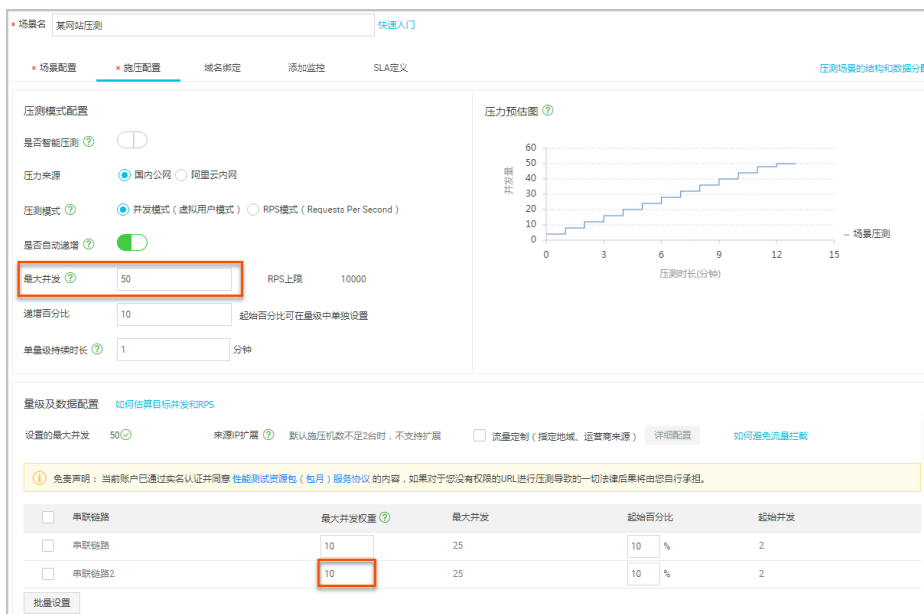 * 场景名 某网站压测 快速入门
* 场景配置 * 施压配置 域名绑定 添加监控 SLA定义 压测场景的结构和数据分配
压测模式配置
是否智能压测 ?
压力来源 国内公网 阿里云内网
压测模式 ? 并发模式（虚拟用户模式） RPS模式（Requests Per Second）
是否自动递增 ?
最大并发 ? 50 RPS上限 10000
递增百分比 10 起始百分比可在量级中单独设置
单量级持续时长 ? 1 分钟
压力预估图 ?
并发量
60
50
40
30
20
10
0
0 3 6 9 12 15
压测时长(分钟)
场景压测
量级及数据配置 如何估算目标并发和RPS
设置的最大并发 50 来源IP扩展 ? 默认施压机数不足2台时，不支持扩展 流量定制（指定地域、运营商来源） 详细配置 如何避免流量拦截
免责声明： 当前账户已通过实名认证并同意 性能测试资源包（包月）服务协议 的内容，如果对于您没有权限的URL进行压测导致的一切法律后果将由您自行承担。
串联链路 最大并发权重 ? 最大并发 起始百分比 起始并发
串联链路 10 25 10 % 2
串联链路2 10 25 10 % 2
批量设置